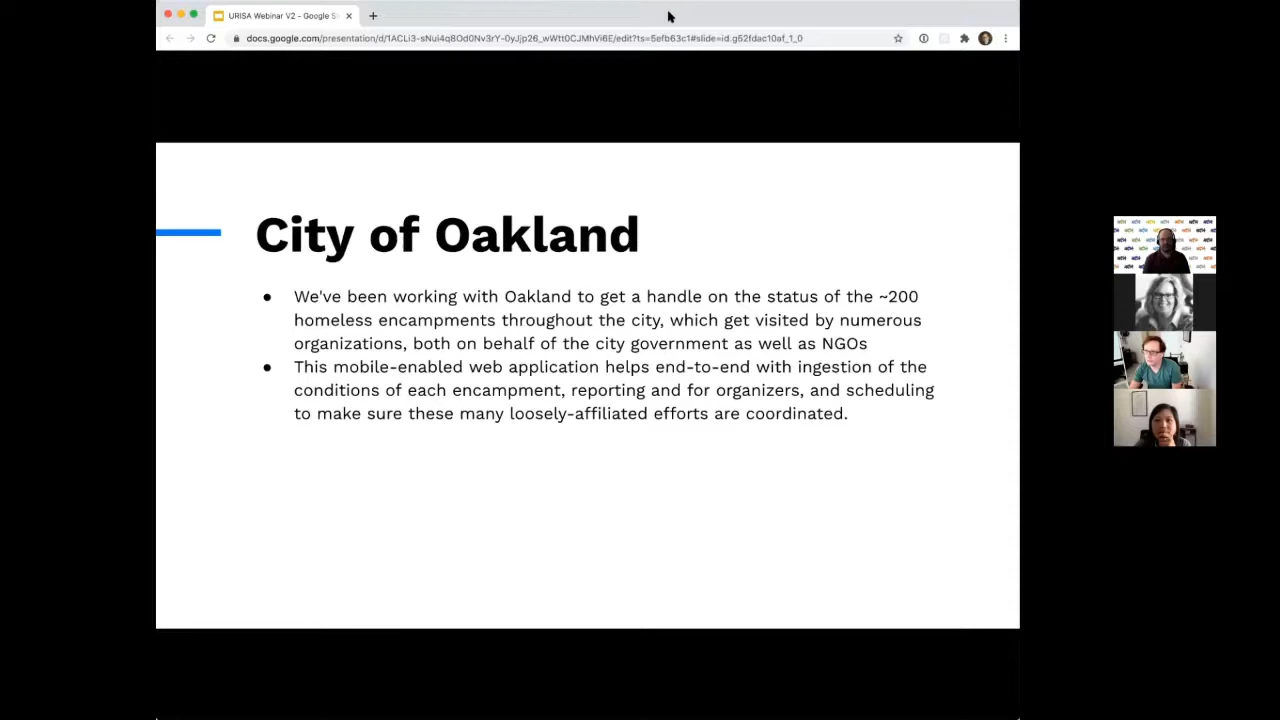 URISA Webinar V2 - Google S
docs.google.com/presentation/d/1ACLi3-sNui4q8Od0Nv3rY-0yJjp26_wWtt0CJMhVi6E/edit?ts=5efb63c1#slide=id.g52fdac10af_1_0
City of Oakland
● We've been working with Oakland to get a handle on the status of the ~200
homeless encampments throughout the city, which get visited by numerous
organizations, both on behalf of the city government as well as NGOs
● This mobile-enabled web application helps end-to-end with ingestion of the
conditions of each encampment, reporting and for organizers, and scheduling
to make sure these many loosely-affiliated efforts are coordinated.